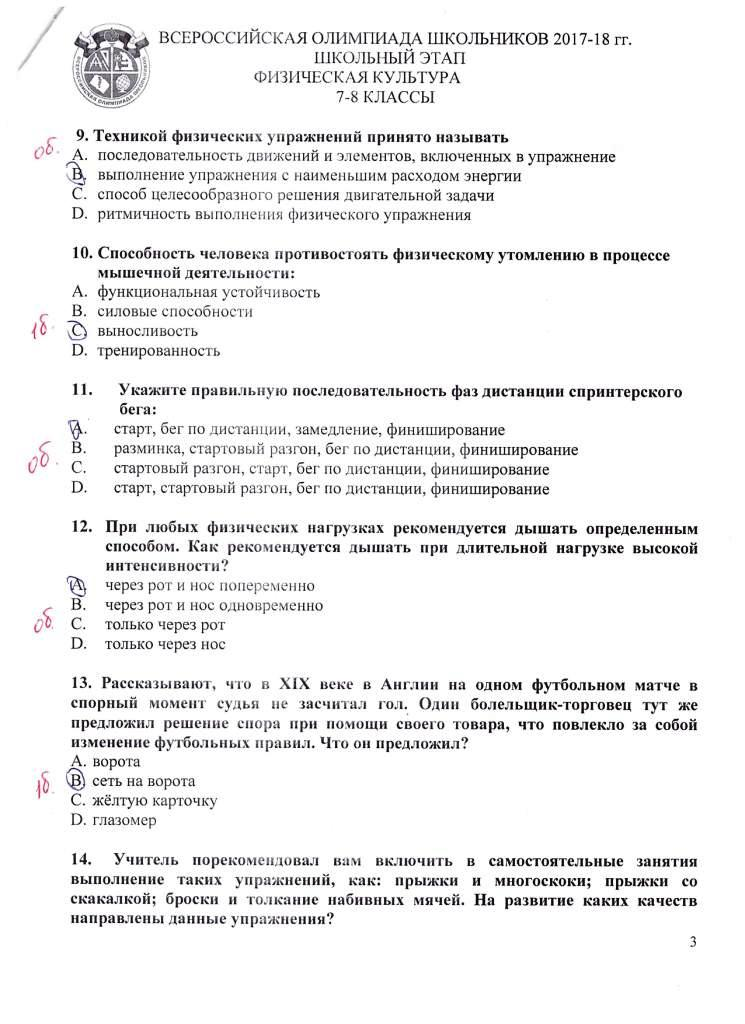 ВСЕРОССИЙСКАЯ ОЛИМПИАДА ШКОЛЬНИКОВ 2017-18 гг.
ШКОЛЬНЫЙ ЭТАП
ФИЗИЧЕСКАЯ КУЛЬТУРА
7-8 КЛАССЫ
9. Техникой физических упражнений принято называть
0б.
A. последовательность движений и элементов, включенных в упражнение
B. выполнение упражнения с наименьшим расходом энергии
C. способ целесообразного решения двигательной задачи
D. ритмичность выполнения физического упражнения
10. Способность человека противостоять физическому утомлению в процессе
мышечной деятельности:
A. функциональная устойчивость
B. силовые способности
1б. C. выносливость
D. тренированность
11. Укажите правильную последовательность фаз дистанции спринтерского
бега:
A. старт, бег по дистанции, замедление, финиширование
B. разминка, стартовый разгон, бег по дистанции, финиширование
0б. C. стартовый разгон, старт, бег по дистанции, финиширование
D. старт, стартовый разгон, бег по дистанции, финиширование
12. При любых физических нагрузках рекомендуется дышать определенным
способом. Как рекомендуется дышать при длительной нагрузке высокой
интенсивности?
A. через рот и нос попеременно
B. через рот и нос одновременно
0б. C. только через рот
D. только через нос
13. Рассказывают, что в XIX веке в Англии на одном футбольном матче в
спорный момент судья не засчитал гол. Один болельщик-торговец тут же
предложил решение спора при помощи своего товара, что повлекло за собой
изменение футбольных правил. Что он предложил?
A. ворота
1б. B. сеть на ворота
C. жёлтую карточку
D. глазомер
14. Учитель порекомендовал вам включить в самостоятельные занятия
выполнение таких упражнений, как: прыжки и многоскоки; прыжки со
скакалкой; броски и толкание набивных мячей. На развитие каких качеств
направлены данные упражнения?
3